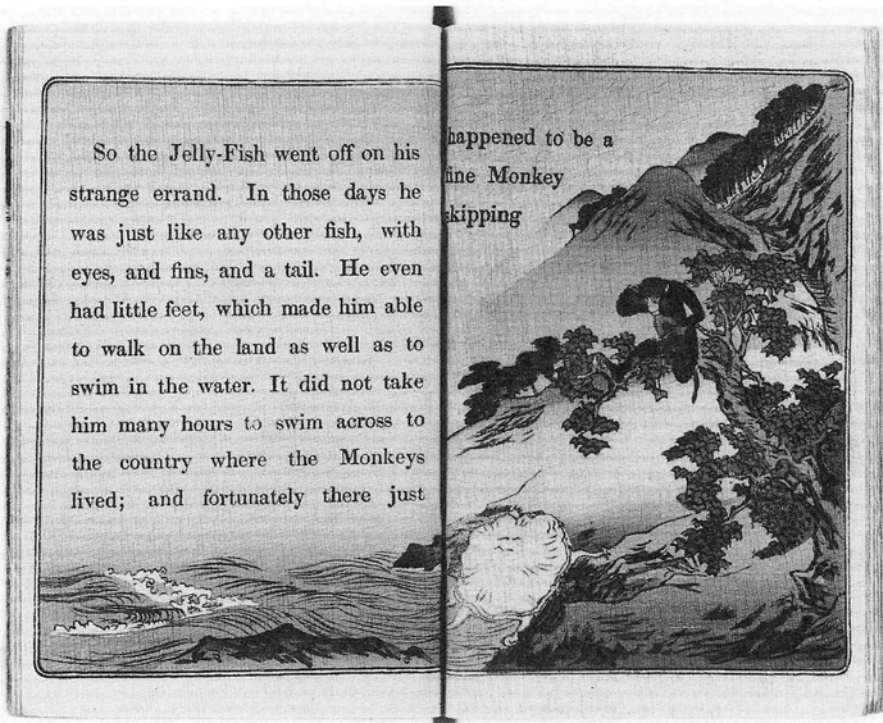 So the Jelly-Fish went off on his
strange errand. In those days he
was just like any other fish, with
eyes, and fins, and a tail. He even
had little feet, which made him able
to walk on the land as well as to
swim in the water. It did not take
him many hours to swim across to
the country where the Monkeys
lived; and fortunately there just
happened to be a
fine Monkey
skipping